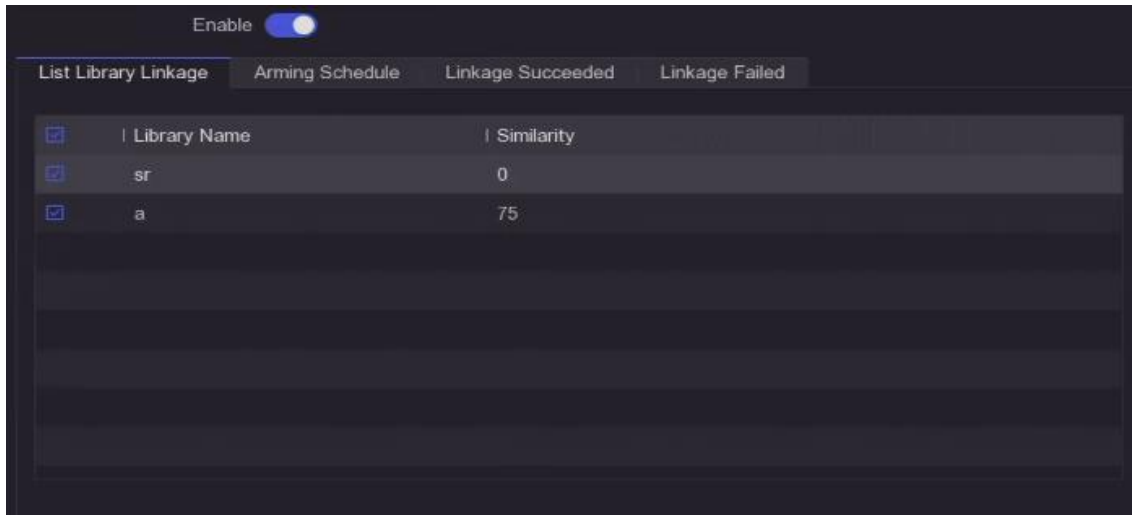 Enable
List Library Linkage Arming Schedule Linkage Succeeded Linkage Failed
Library Name Similarity
sr 0
a 75